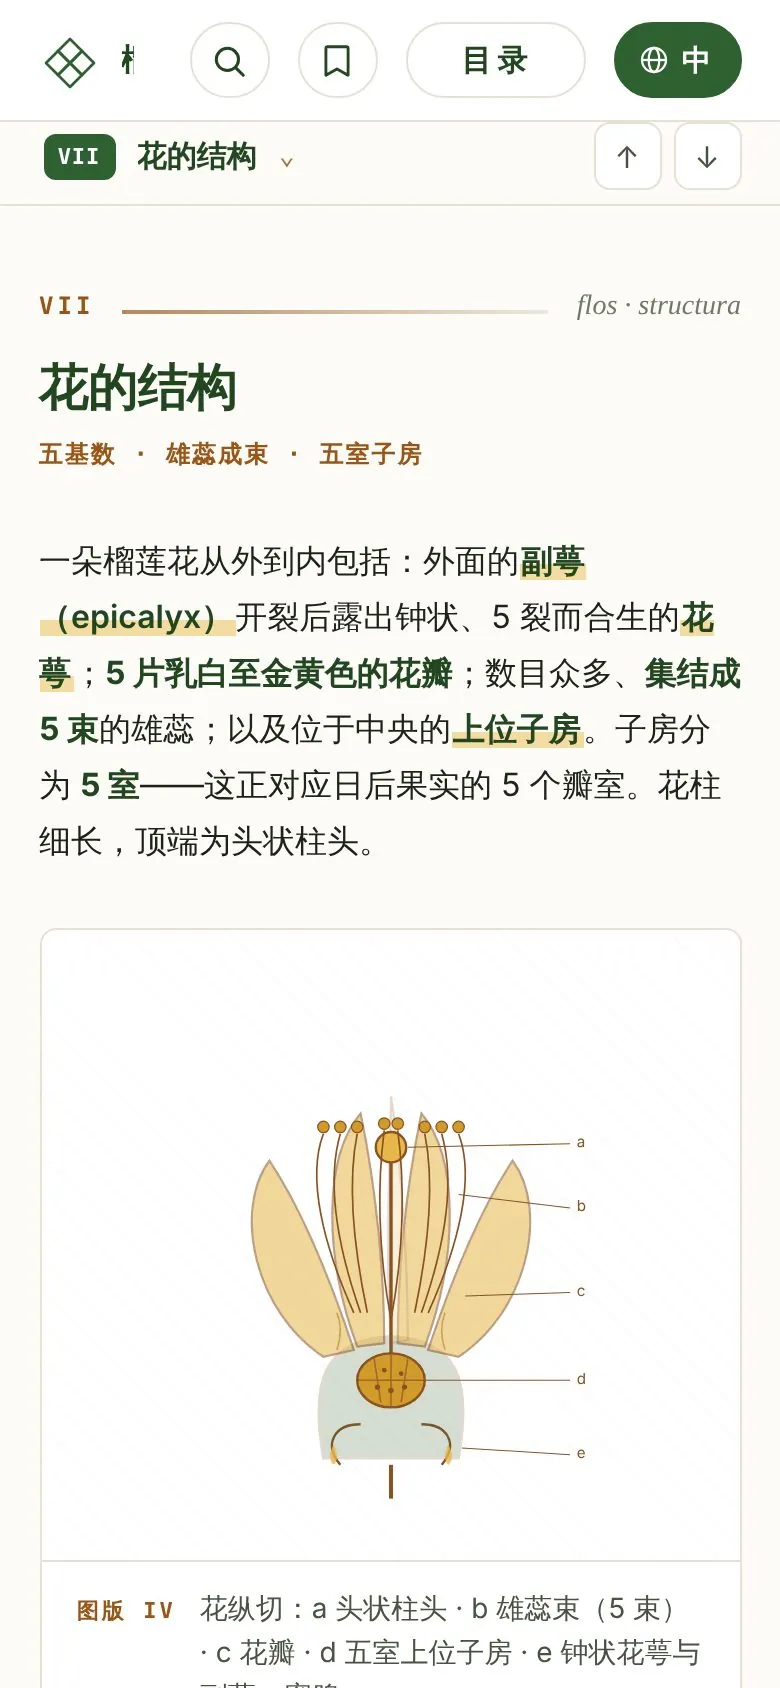 目录
中
VII 花的结构
VII
flos · structura
花的结构
五基数 · 雄蕊成束 · 五室子房
一朵榴莲花从外到内包括：外面的副萼
（epicalyx）开裂后露出钟状、5 裂而合生的花
萼；5 片乳白至金黄色的花瓣；数目众多、集结成
5 束的雄蕊；以及位于中央的上位子房。子房分
为 5 室——这正对应日后果实的 5 个瓣室。花柱
细长，顶端为头状柱头。
a
b
c
d
e
图版 IV
花纵切：a 头状柱头 · b 雄蕊束（5 束）
· c 花瓣 · d 五室上位子房 · e 钟状花萼与